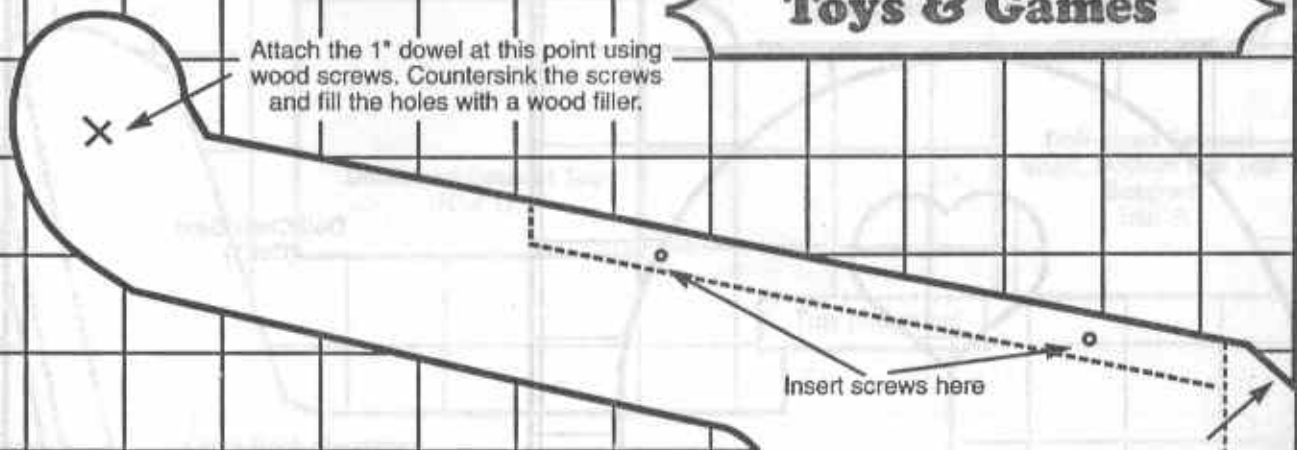 Toys & Games
Attach the 1" dowel at this point using
wood screws. Countersink the screws
and fill the holes with a wood filler.
Insert screws here